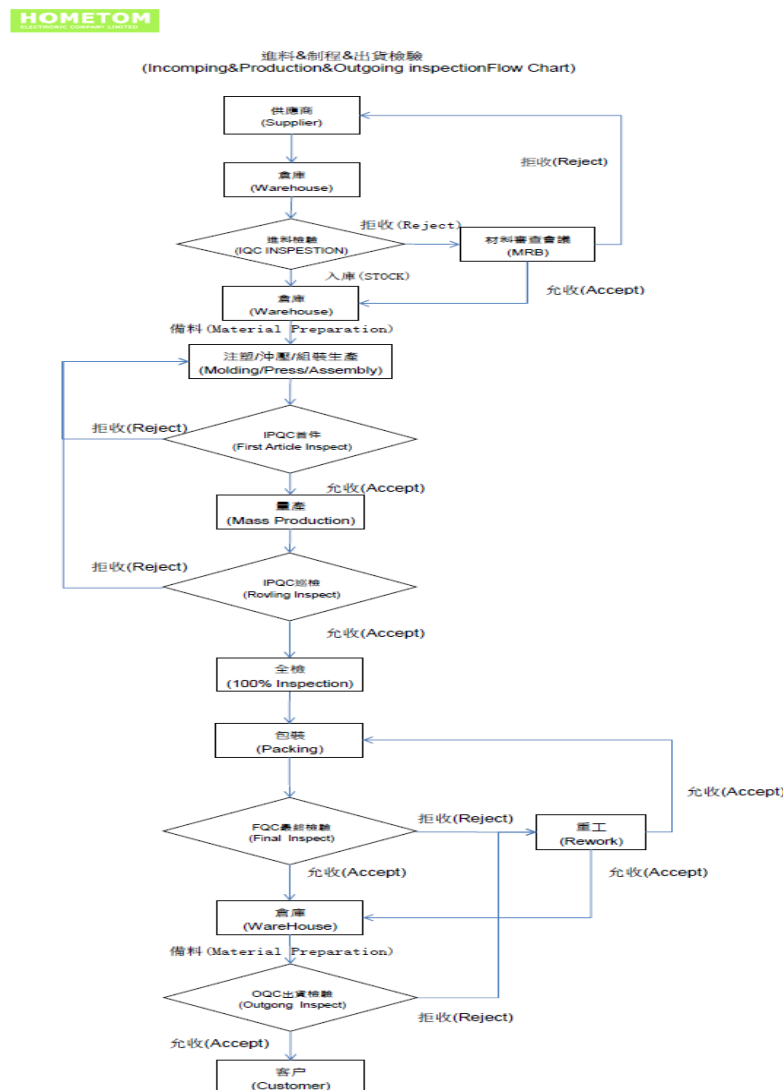 HOMETOM
ELECTRONIC COMPANY LIMITED
進料&制程&出貨檢驗
(Incomping&Production&Outgoing inspectionFlow Chart)
供應商
(Supplier)
拒收(Reject)
倉庫
(Warehouse)
拒收(Reject)
進料檢驗
(IQC INSPESTION)
材料審查會議
(MRB)
入庫(STOCK)
允收(Accept)
倉庫
(Warehouse)
備料(Material Preparation)
注塑/沖壓/組裝生產
(Molding/Press/Assembly)
拒收(Reject)
IPQC首件
(First Article Inspect)
允收(Accept)
量產
(Mass Production)
拒收(Reject)
IPQC巡檢
(Rovling Inspect)
允收(Accept)
全檢
(100% Inspection)
包裝
(Packing)
允收(Accept)
拒收(Reject)
FQC最終檢驗
(Final Inspect)
重工
(Rework)
允收(Accept)
允收(Accept)
倉庫
(WareHouse)
備料(Material Preparation)
OQC出貨檢驗
(Outgong Inspect)
拒收(Reject)
允收(Accept)
客户
(Customer)